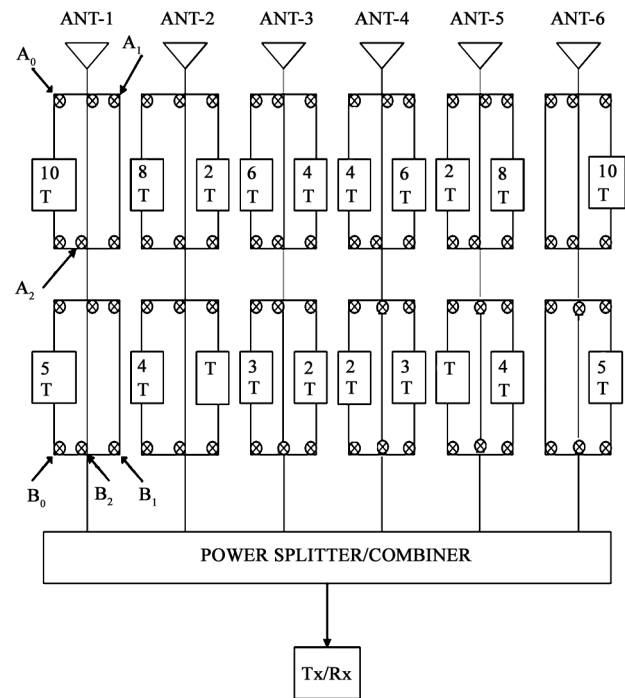 ANT-1 ANT-2 ANT-3 ANT-4 ANT-5 ANT-6
A0 A1
10 8 2 6 4 4 6 2 8 10
T T T T T T T T T T
A2
5 4 T 3 2 2 3 T 4 5
T T T T T T T T
B0 B2 B1
POWER SPLITTER/COMBINER
Tx/Rx